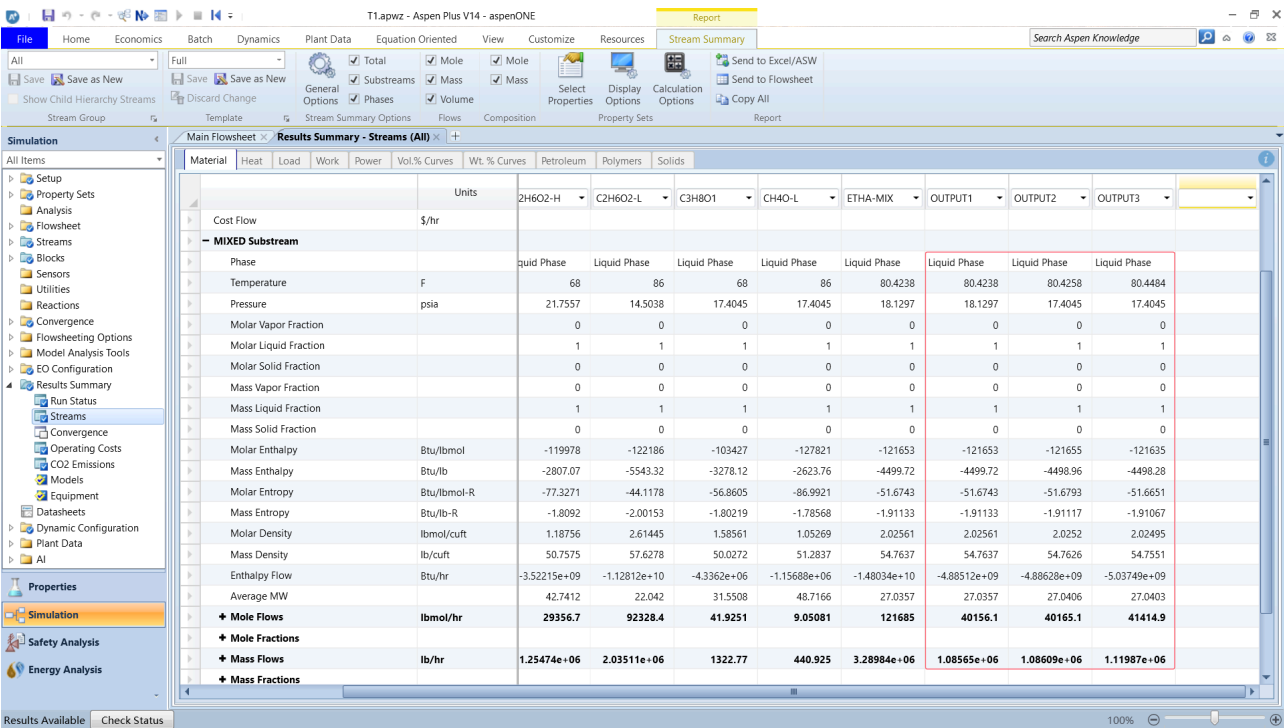 T1.apwz - Aspen Plus V14 - aspenONE
Report
File Home Economics Batch Dynamics Plant Data Equation Oriented View Customize Resources Stream Summary Search Aspen Knowledge
All Full Total Mole Mole Send to Excel/ASW
Save Save as New Save Save as New Substreams Mass Mass Send to Flowsheet
Show Child Hierarchy Streams Discard Change General Options Phases Volume Select Properties Display Options Calculation Options Copy All
Stream Group Template Stream Summary Options Flows Composition Property Sets Report
Simulation
All Items
Setup
Property Sets
Analysis
Flowsheet
Streams
Blocks
Sensors
Utilities
Reactions
Convergence
Flowsheeting Options
Model Analysis Tools
EO Configuration
Results Summary
Run Status
Streams
Convergence
Operating Costs
CO2 Emissions
Models
Equipment
Datasheets
Dynamic Configuration
Plant Data
AI
Properties
Simulation
Safety Analysis
Energy Analysis
Main Flowsheet Results Summary - Streams (All)
Material Heat Load Work Power Vol.% Curves Wt. % Curves Petroleum Polymers Solids
Units 2H6O2-H C2H6O2-L C3H8O1 CH4O-L ETHA-MIX OUTPUT1 OUTPUT2 OUTPUT3
Cost Flow $/hr
MIXED Substream
Phase quid Phase Liquid Phase Liquid Phase Liquid Phase Liquid Phase Liquid Phase Liquid Phase Liquid Phase
Temperature F 68 86 68 86 80.4238 80.4238 80.4258 80.4484
Pressure psia 21.7557 14.5038 17.4045 17.4045 18.1297 18.1297 17.4045 17.4045
Molar Vapor Fraction 0 0 0 0 0 0 0 0
Molar Liquid Fraction 1 1 1 1 1 1 1 1
Molar Solid Fraction 0 0 0 0 0 0 0 0
Mass Vapor Fraction 0 0 0 0 0 0 0 0
Mass Liquid Fraction 1 1 1 1 1 1 1 1
Mass Solid Fraction 0 0 0 0 0 0 0 0
Molar Enthalpy Btu/lbmol -119978 -122186 -103427 -127821 -121653 -121653 -121655 -121635
Mass Enthalpy Btu/lb -2807.07 -5543.32 -3278.12 -2623.76 -4499.72 -4499.72 -4498.96 -4498.28
Molar Entropy Btu/lbmol-R -77.3271 -44.1178 -56.8605 -86.9921 -51.6743 -51.6743 -51.6793 -51.6651
Mass Entropy Btu/lb-R -1.8092 -2.00153 -1.80219 -1.78568 -1.91133 -1.91133 -1.91117 -1.91067
Molar Density lbmol/cuft 1.18756 2.61445 1.58561 1.05269 2.02561 2.02561 2.0252 2.02495
Mass Density lb/cuft 50.7575 57.6278 50.0272 51.2837 54.7637 54.7637 54.7626 54.7551
Enthalpy Flow Btu/hr -3.52215e+09 -1.12812e+10 -4.3362e+06 -1.15688e+06 -1.48034e+10 -4.88512e+09 -4.88628e+09 -5.03749e+09
Average MW 42.7412 22.042 31.5508 48.7166 27.0357 27.0357 27.0406 27.0403
Mole Flows lbmol/hr 29356.7 92328.4 41.9251 9.05081 121685 40156.1 40165.1 41414.9
Mole Fractions
Mass Flows lb/hr 1.25474e+06 2.03511e+06 1322.77 440.925 3.28984e+06 1.08565e+06 1.08609e+06 1.11987e+06
Mass Fractions
Results Available Check Status 100%